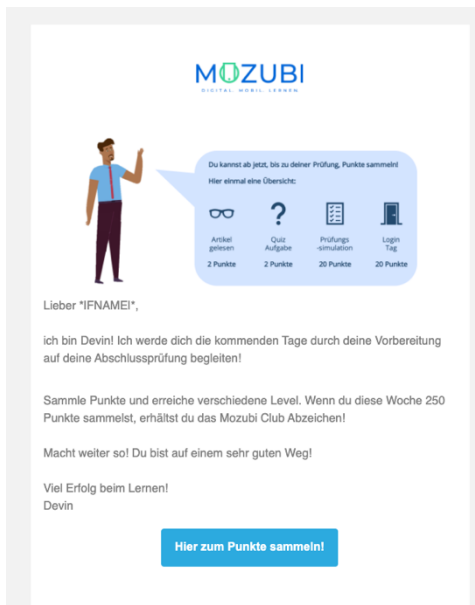 MOZUBI
DIGITAL. MOBIL. LERNEN
Du kannst ab jetzt, bis zu deiner Prüfung, Punkte sammeln!
Hier einmal eine Übersicht:
?
Artikel
gelesen
2 Punkte
Quiz
Aufgabe
2 Punkte
Prüfungs
-simulation
20 Punkte
Login
Tag
20 Punkte
Lieber *IFNAMEI*,
ich bin Devin! Ich werde dich die kommenden Tage durch deine Vorbereitung
auf deine Abschlussprüfung begleiten!
Sammle Punkte und erreiche verschiedene Level. Wenn du diese Woche 250
Punkte sammelst, erhältst du das Mozubi Club Abzeichen!
Macht weiter so! Du bist auf einem sehr guten Weg!
Viel Erfolg beim Lernen!
Devin
Hier zum Punkte sammeln!